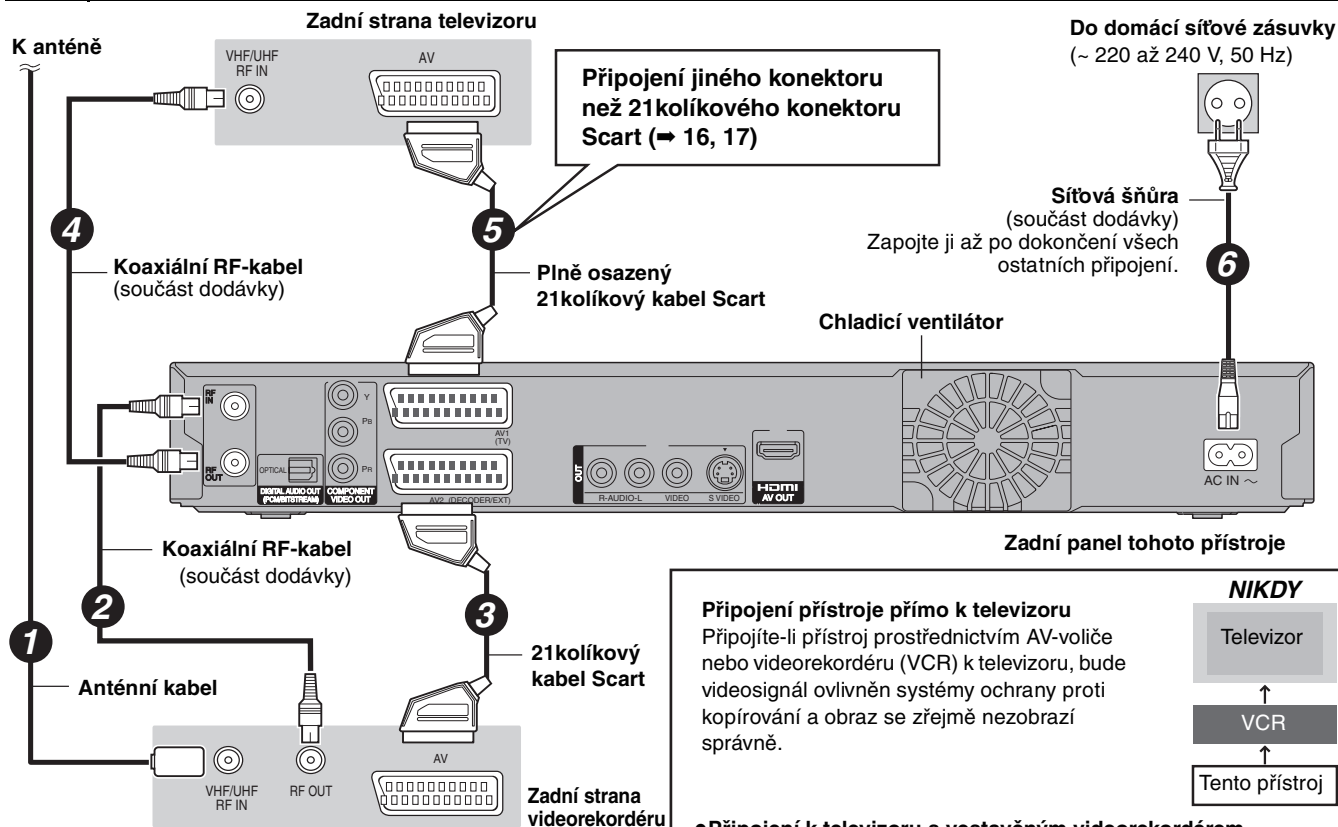 Zadní strana televizoru
Do domácí síťové zásuvky
(~ 220 až 240 V, 50 Hz)
K anténě
VHF/UHF
RF IN
AV
Připojení jiného konektoru
než 21kolíkového konektoru
Scart (➡ 16, 17)
4
5
6
Síťová šňůra
(součást dodávky)
Zapojte ji až po dokončení všech
ostatních připojení.
Koaxiální RF-kabel
(součást dodávky)
Plně osazený
21kolíkový kabel Scart
Chladicí ventilátor
RF
IN
RF
OUT
OPTICAL
DIGITAL AUDIO OUT
(PCM/BITSTREAM)
Y
PB
PR
COMPONENT
VIDEO OUT
AV1
(TV)
AV2 (DECODER/EXT)
OUT
R-AUDIO-L
VIDEO
S VIDEO
HDMI
AV OUT
AC IN ~
Zadní panel tohoto přístroje
Koaxiální RF-kabel
(součást dodávky)
2
3
1
21kolíkový
kabel Scart
Anténní kabel
VHF/UHF
RF IN
RF OUT
AV
Zadní strana
videorekordéru
Připojení přístroje přímo k televizoru
Připojíte-li přístroj prostřednictvím AV-voliče
nebo videorekordéru (VCR) k televizoru, bude
videosignál ovlivněn systémy ochrany proti
kopírování a obraz se zřejmě nezobrazí
správně.
NIKDY
Televizor
↑
VCR
↑
Tento přístroj